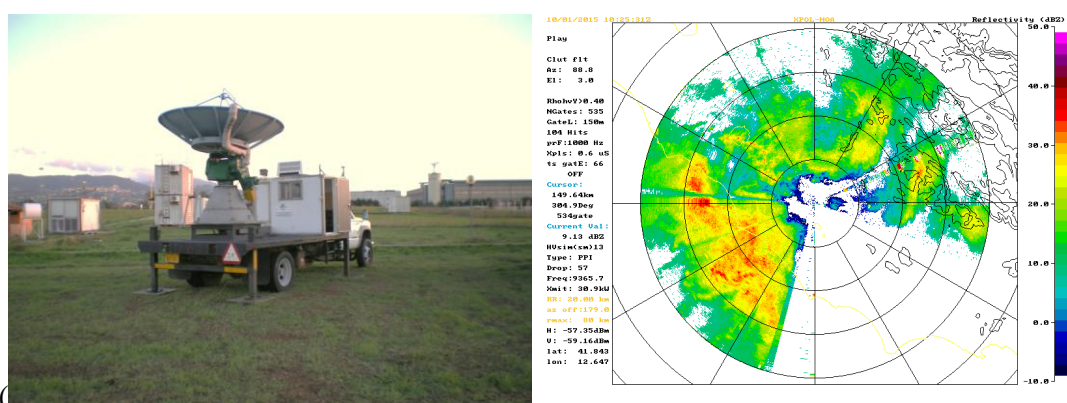 (
10/01/2015 10:25:31Z XPOL-NOA Reflectivity (dBZ)
Play
Clut flt
Az: 88.8
El: 3.0
RhohvY>0.40
NGates: 535
GateL: 150m
104 Hits
prF:1000 Hz
Xpls: 0.6 uS
ts gatE: 66
OFF
Cursor:
149.64km
304.9Deg
534gate
Current Val:
9.13 dBZ
HVsim(sm)13
Type: PPI
Drop: 57
Freq:9365.7
Xmit: 30.9kW
RR: 20.00 km
az off:179.0
rmax: 80 km
H: -57.35dBm
V: -59.16dBm
lat: 41.843
lon: 12.647
50.0
40.0
30.0
20.0
10.0
0.0
-10.0